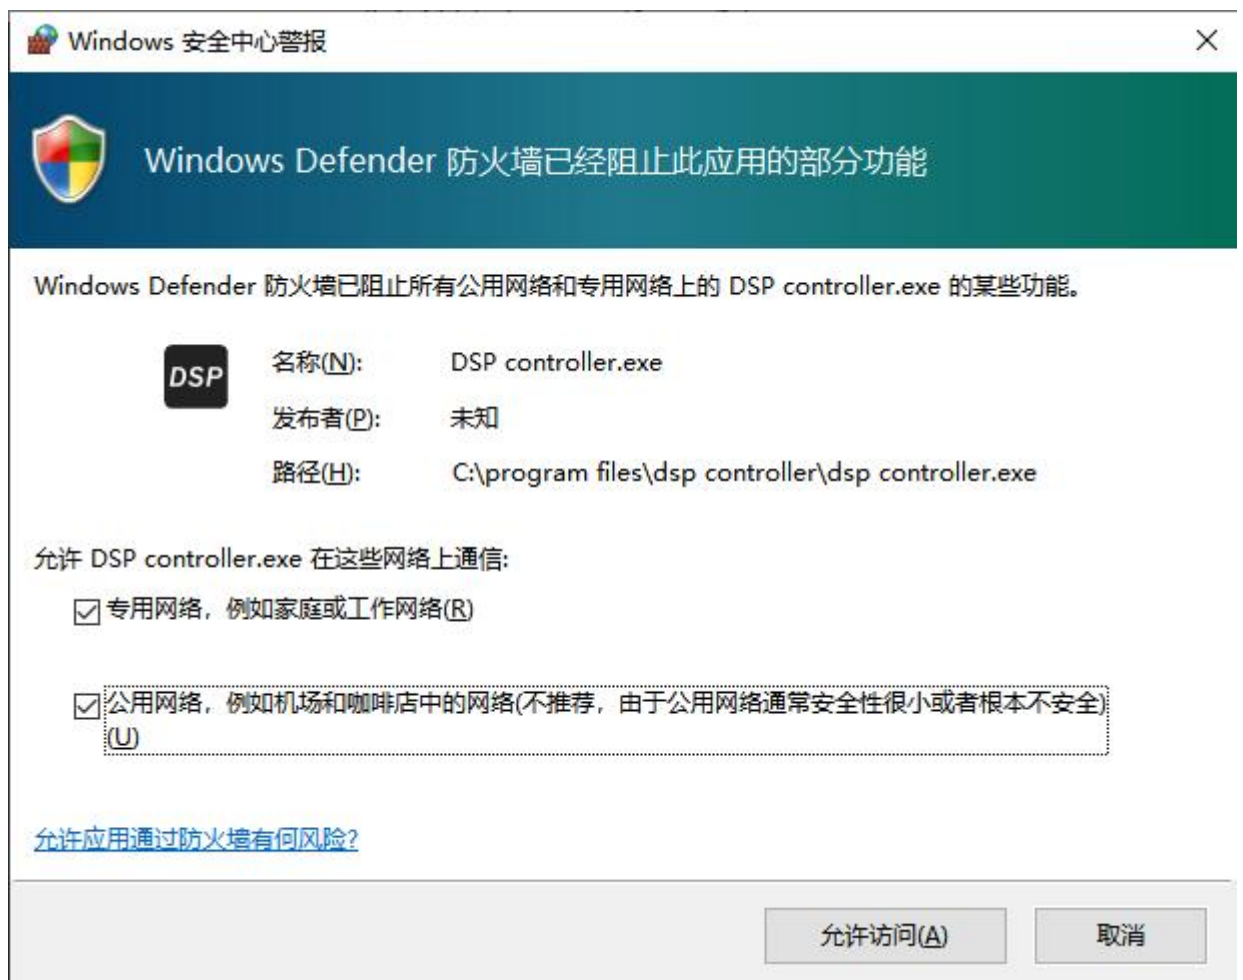 Windows 安全中心警报
Windows Defender 防火墙已经阻止此应用的部分功能
Windows Defender 防火墙已阻止所有公用网络和专用网络上的 DSP controller.exe 的某些功能。
DSP
名称(N): DSP controller.exe
发布者(P): 未知
路径(H): C:\program files\dsp controller\dsp controller.exe
允许 DSP controller.exe 在这些网络上通信:
专用网络，例如家庭或工作网络(R)
公用网络，例如机场和咖啡店中的网络(不推荐，由于公用网络通常安全性很小或者根本不安全)
(U)
允许应用通过防火墙有何风险?
允许访问(A) 取消